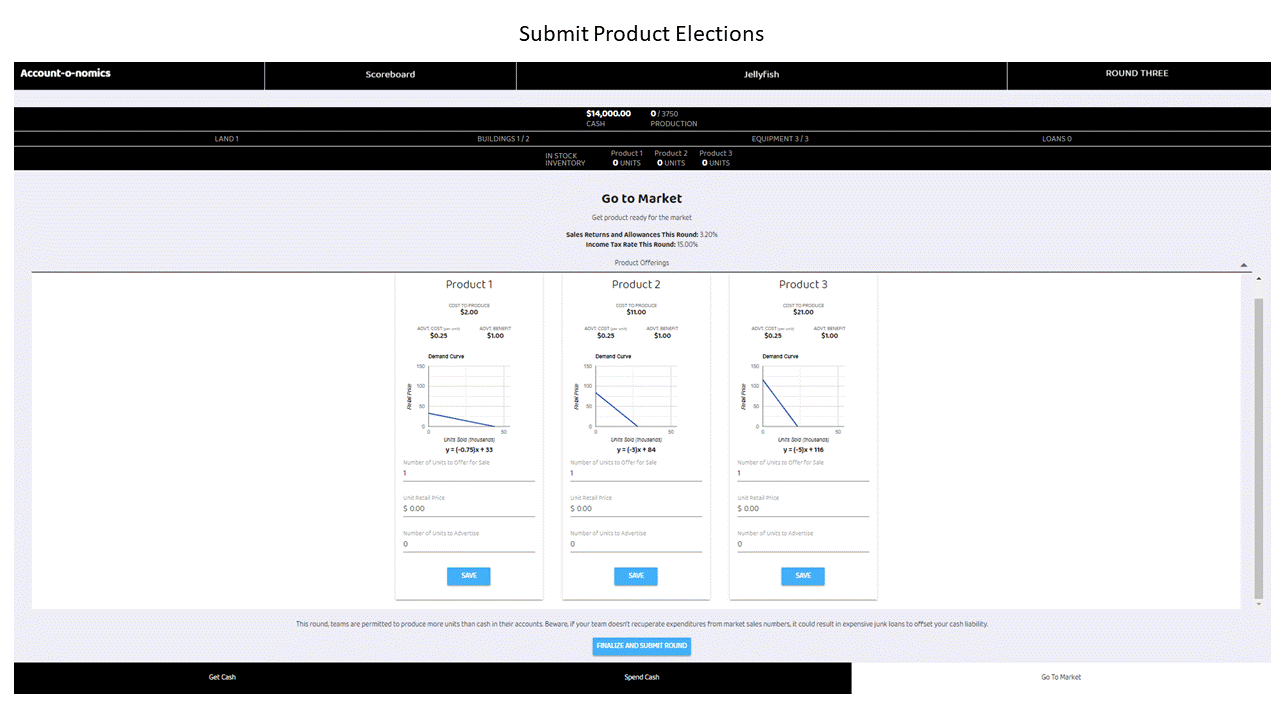 Submit Product Elections
Account-o-nomics
Scoreboard
Jellyfish
ROUND THREE
$14,000.00 0 / 3750
CASH PRODUCTION
LAND 1
BUILDINGS 1 / 2
EQUIPMENT 3 / 3
LOANS 0
IN STOCK INVENTORY
Product 1 Product 2 Product 3
0 UNITS 0 UNITS 0 UNITS
Go to Market
Get product ready for the market
Sales Returns and Allowances This Round: 3.20%
Income Tax Rate This Round: 15.00%
Product Offerings
Product 1
COST TO PRODUCE
$2.00
ADVT. COST (per unit) ADVT. BENEFIT
$0.25 $1.00
Demand Curve
150
100
50
0
Retail Price
0 50
Units Sold (thousands)
y = (-0.75)x + 33
Number of Units to Offer for Sale
1
Unit Retail Price
$ 0.00
Number of Units to Advertise
0
SAVE
Product 2
COST TO PRODUCE
$11.00
ADVT. COST (per unit) ADVT. BENEFIT
$0.25 $1.00
Demand Curve
150
100
50
0
Retail Price
0 50
Units Sold (thousands)
y = (-3)x + 84
Number of Units to Offer for Sale
1
Unit Retail Price
$ 0.00
Number of Units to Advertise
0
SAVE
Product 3
COST TO PRODUCE
$21.00
ADVT. COST (per unit) ADVT. BENEFIT
$0.25 $1.00
Demand Curve
150
100
50
0
Retail Price
0 50
Units Sold (thousands)
y = (-5)x + 116
Number of Units to Offer for Sale
1
Unit Retail Price
$ 0.00
Number of Units to Advertise
0
SAVE
This round, teams are permitted to produce more units than cash in their accounts. Beware, if your team doesn't recuperate expenditures from market sales numbers, it could result in expensive junk loans to offset your cash liability.
FINALIZE AND SUBMIT ROUND
Get Cash
Spend Cash
Go To Market